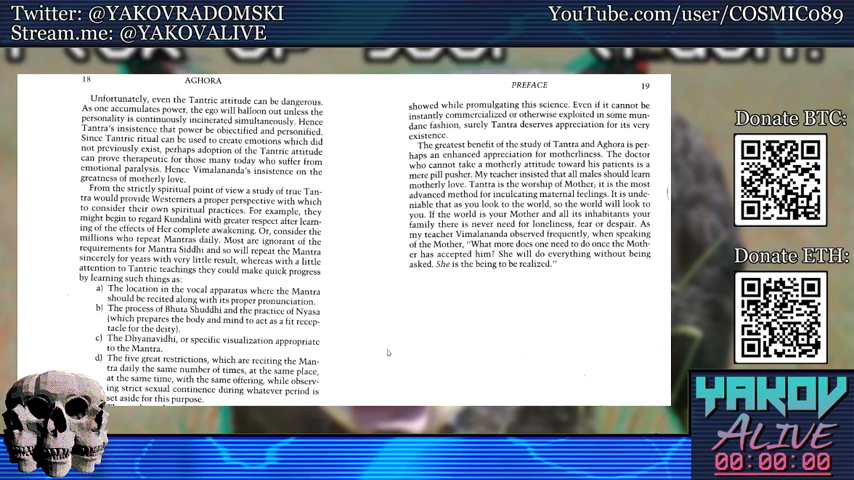 Twitter: @YAKOVRADOMSKI
Stream.me: @YAKOVALIVE
YouTube.com/user/COSMIC089
18
AGHORA
Unfortunately, even the Tantric attitude can be dangerous.
As one accumulates power, the ego will balloon out unless the
personality is continuously incinerated simultaneously. Hence
Tantra's insistence that power be objectified and personified.
Since Tantric ritual can be used to create emotions which did
not previously exist, perhaps adoption of the Tantric attitude
can prove therapeutic for those many today who suffer from
emotional paralysis. Hence Vimalananda's insistence on the
greatness of motherly love.
From the strictly spiritual point of view a study of true Tan-
tra would provide Westerners a proper perspective with which
to consider their own spiritual practices. For example, they
might begin to regard Kundalini with greater respect after learn-
ing of the effects of Her complete awakening. Or, consider the
millions who repeat Mantras daily. Most are ignorant of the
requirements for Mantra Siddhi and so will repeat the Mantra
sincerely for years with very little result, whereas with a little
attention to Tantric teachings they could make quick progress
by learning such things as:
a) The location in the vocal apparatus where the Mantra
should be recited along with its proper pronunciation.
b) The process of Bhuta Shuddhi and the practice of Nyasa
(which prepares the body and mind to act as a fit recep-
tacle for the deity).
c) The Dhyanavidhi, or specific visualization appropriate
to the Mantra.
d) The five great restrictions, which are reciting the Man-
tra daily the same number of times, at the same place,
at the same time, with the same offering, while observ-
ing strict sexual continence during whatever period is
set aside for this purpose.
PREFACE
19
showed while promulgating this science. Even if it cannot be
instantly commercialized or otherwise exploited in some mun-
dane fashion, surely Tantra deserves appreciation for its very
existence.
The greatest benefit of the study of Tantra and Aghora is per-
haps an enhanced appreciation for motherliness. The doctor
who cannot take a motherly attitude toward his patients is a
mere pill pusher. My teacher insisted that all males should learn
motherly love. Tantra is the worship of Mother; it is the most
advanced method for inculcating maternal feelings. It is unde-
niable that as you look to the world, so the world will look to
you. If the world is your Mother and all its inhabitants your
family there is never need for loneliness, fear or despair. As
my teacher Vimalananda observed frequently, when speaking
of the Mother, "What more does one need to do once the Moth-
er has accepted him? She will do everything without being
asked. She is the being to be realized."
Donate BTC:
Donate ETH:
YAKOV
ALIVE
00:00:00